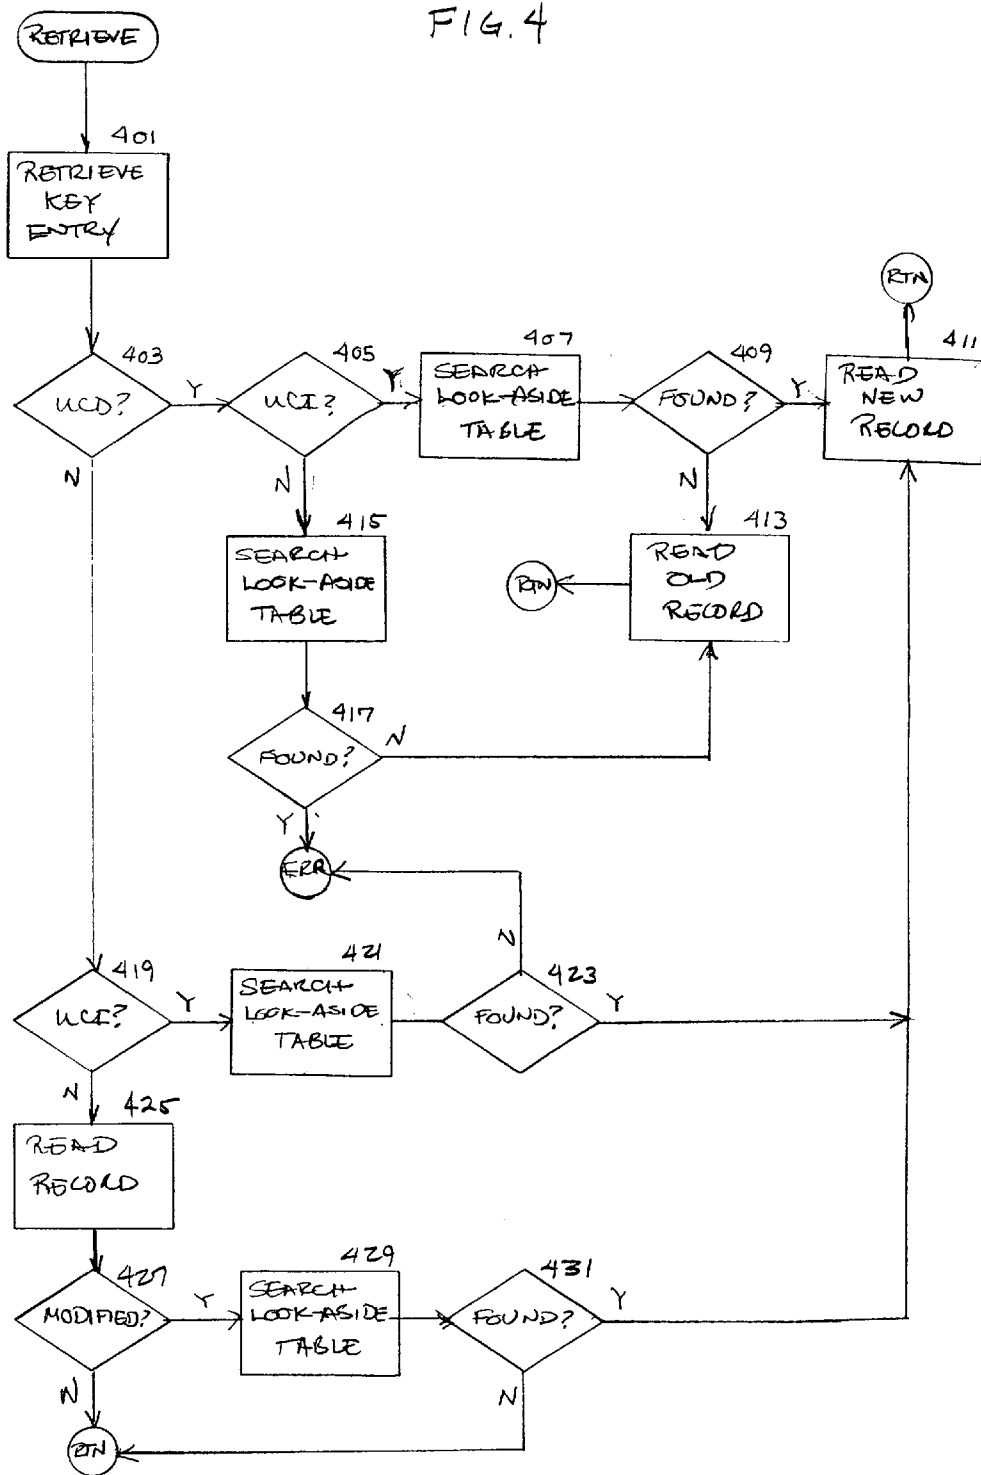 FIG. 4
RETRIEVE
401
RETRIEVE
KEY
ENTRY
403
UCD?
Y
N
405
UCI?
Y
N
407
SEARCH
LOOK-ASIDE
TABLE
409
FOUND?
Y
N
RTN
411
READ
NEW
RECORD
415
SEARCH
LOOK-ASIDE
TABLE
413
READ
OLD
RECORD
RTN
417
FOUND?
N
Y
ERR
419
UCI?
Y
N
421
SEARCH
LOOK-ASIDE
TABLE
423
FOUND?
N
Y
425
READ
RECORD
427
MODIFIED?
Y
N
429
SEARCH
LOOK-ASIDE
TABLE
431
FOUND?
Y
N
RTN